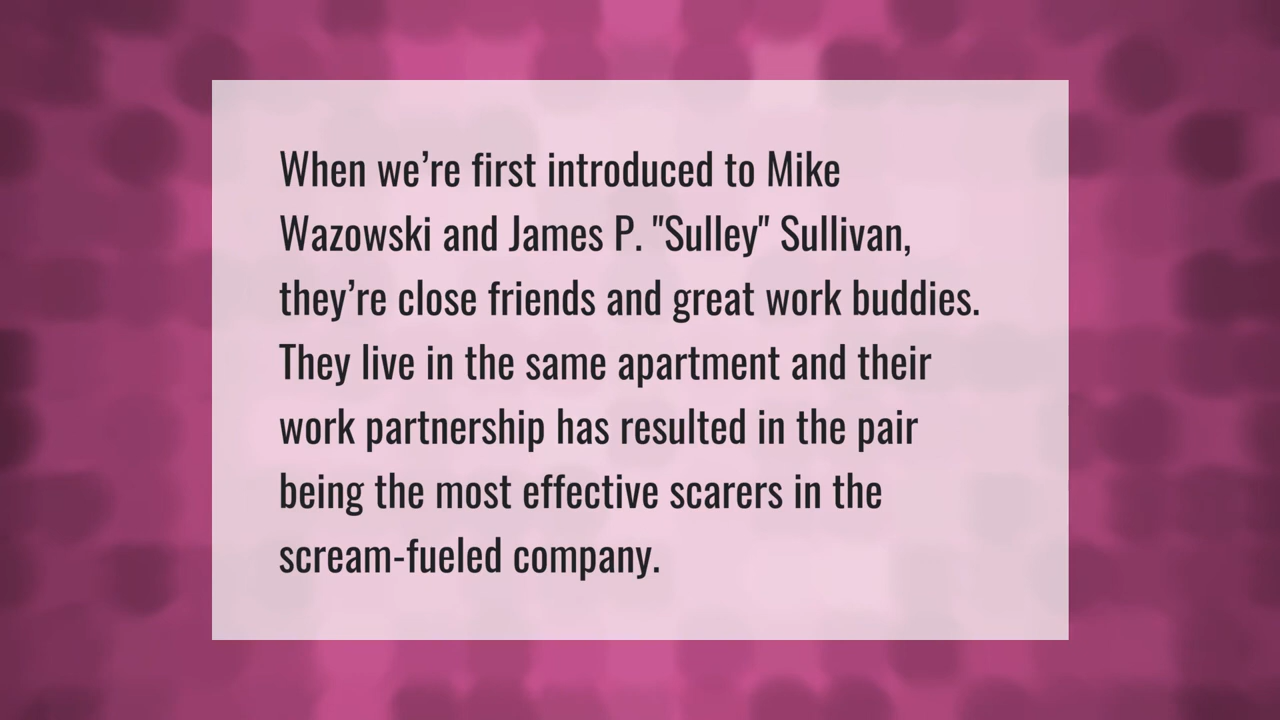 When we’re first introduced to Mike
Wazowski and James P. "Sulley" Sullivan,
they’re close friends and great work buddies.
They live in the same apartment and their
work partnership has resulted in the pair
being the most effective scarers in the
scream-fueled company.